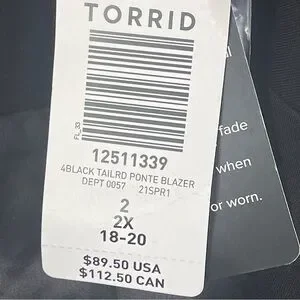 TORRID
FL_33
12511339
4BLACK TAILRD PONTE BLAZER
DEPT 0057 21SPR1
2
2X
18-20
$89.50 USA
$112.50 CAN
fade
when
or worn.